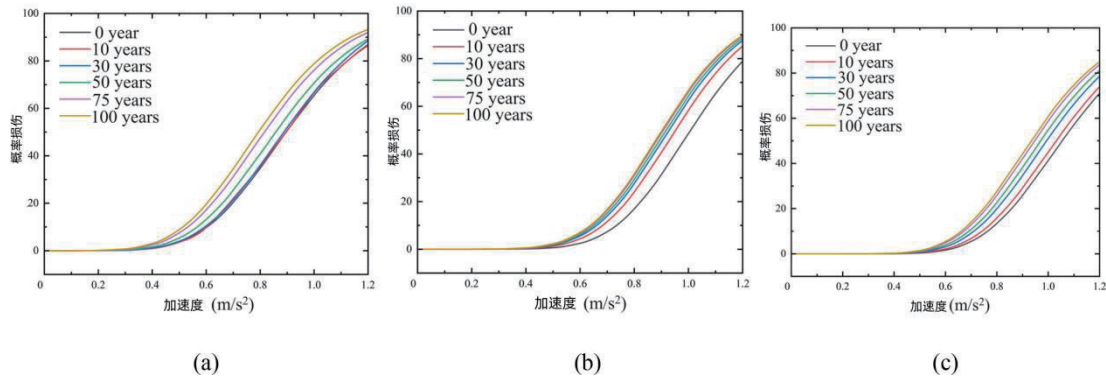 100
80
60
40
20
0
概率损伤
0 year
10 years
30 years
50 years
75 years
100 years
0
0.2
0.4
0.6
0.8
1.0
1.2
加速度 (m/s²)
(a)
100
80
60
40
20
0
概率损伤
0 year
10 years
30 years
50 years
75 years
100 years
0
0.2
0.4
0.6
0.8
1.0
1.2
加速度 (m/s²)
(b)
100
80
60
40
20
0
概率损伤
0 year
10 years
30 years
50 years
75 years
100 years
0
0.2
0.4
0.6
0.8
1.0
1.2
加速度(m/s²)
(c)